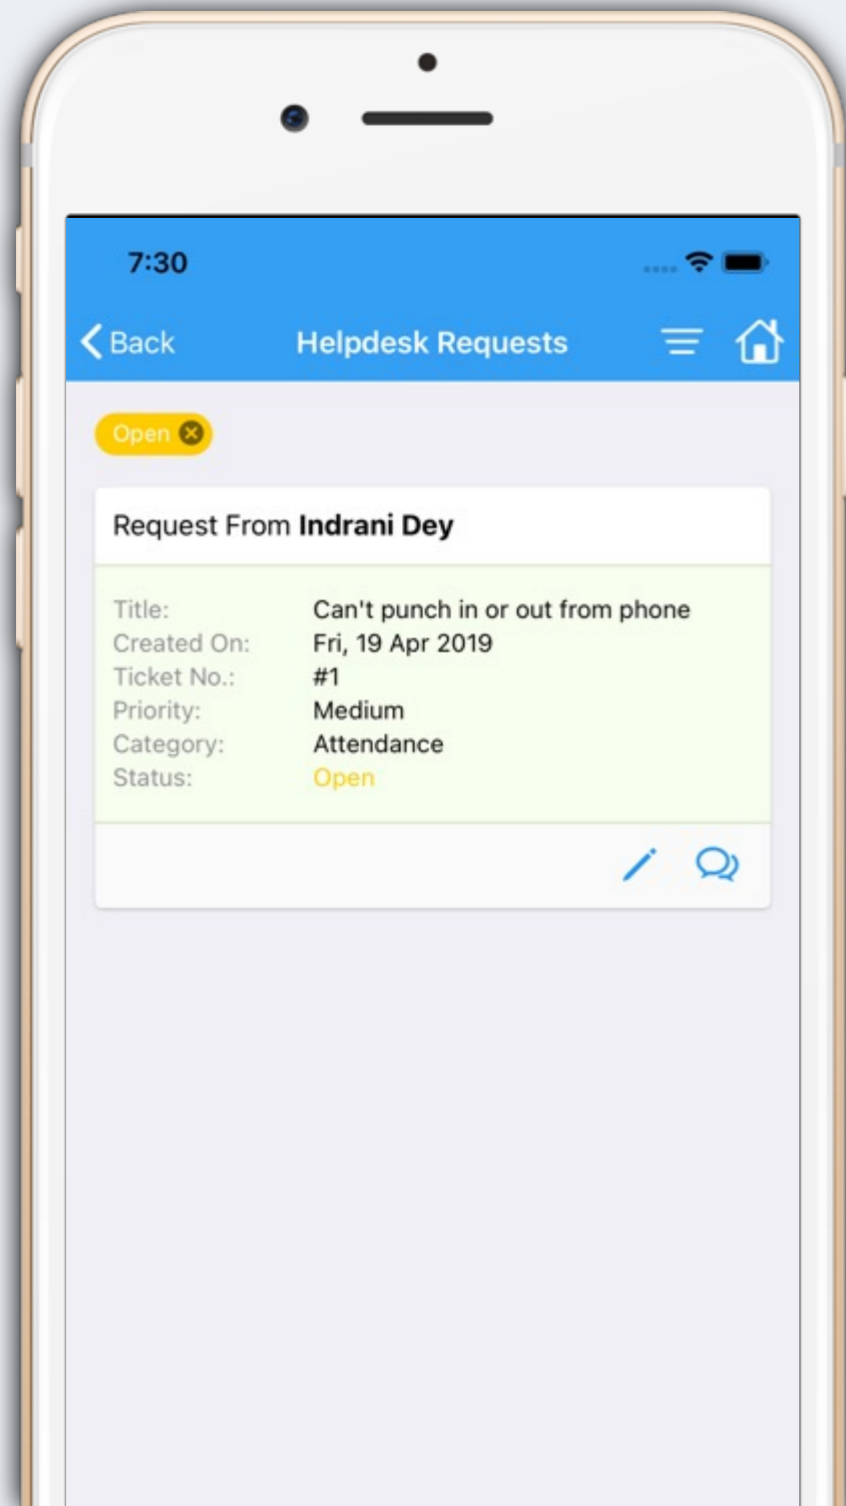 7:30
Back Helpdesk Requests
Open
Request From Indrani Dey
Title: Can't punch in or out from phone
Created On: Fri, 19 Apr 2019
Ticket No.: #1
Priority: Medium
Category: Attendance
Status: Open